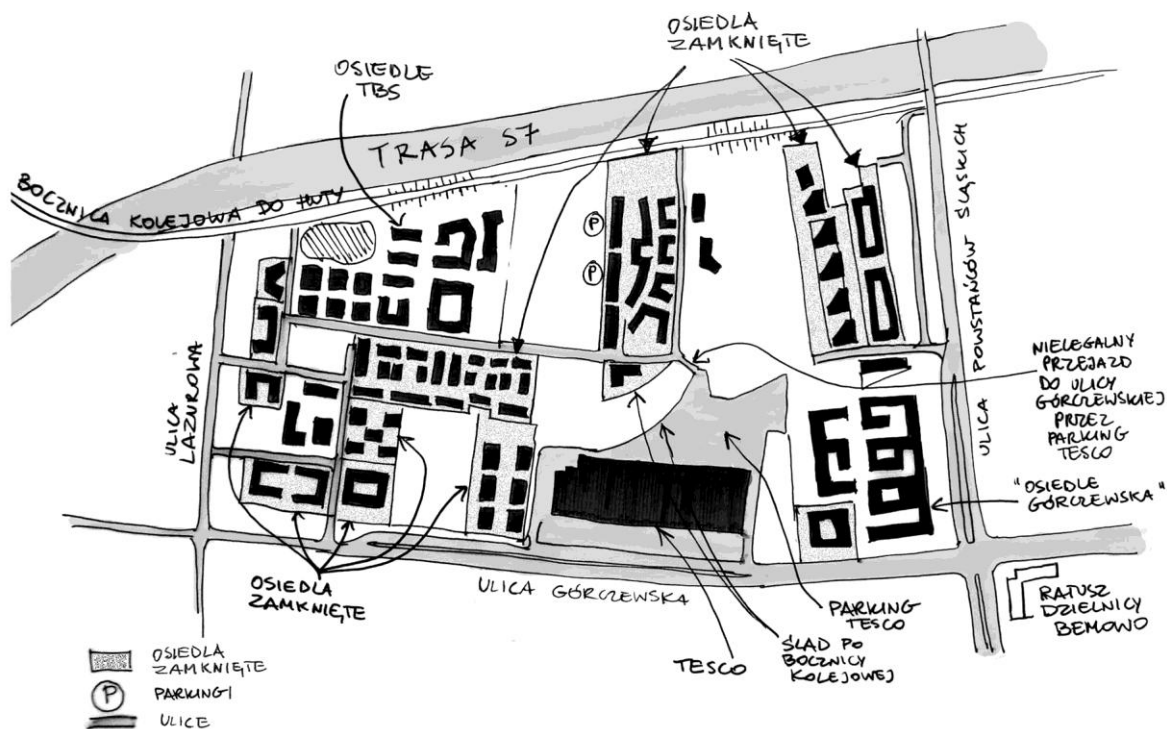 OSIEDLA
ZAMKNIĘTE
OSIEDLE
TBS
TRASA S7
BOCZNICA KOLEJOWA DO HUTY
P
P
ULICA POWSTAŃCÓW ŚLĄSKICH
ULICA
LAZUROWA
NIELEGALNY
PRZEJAZD
DO ULICY
GÓRCZEWSKIEJ
PRZEZ
PARKING
TESCO
"OSIEDLE
GÓRCZEWSKA"
OSIEDLA
ZAMKNIĘTE
ULICA GÓRCZEWSKA
TESCO
ŚLAD PO
BOCZNICY
KOLEJOWEJ
PARKING
TESCO
RATUSZ
DZIELNICY
BEMOWO
OSIEDLA
ZAMKNIĘTE
P PARKINGI
ULICE